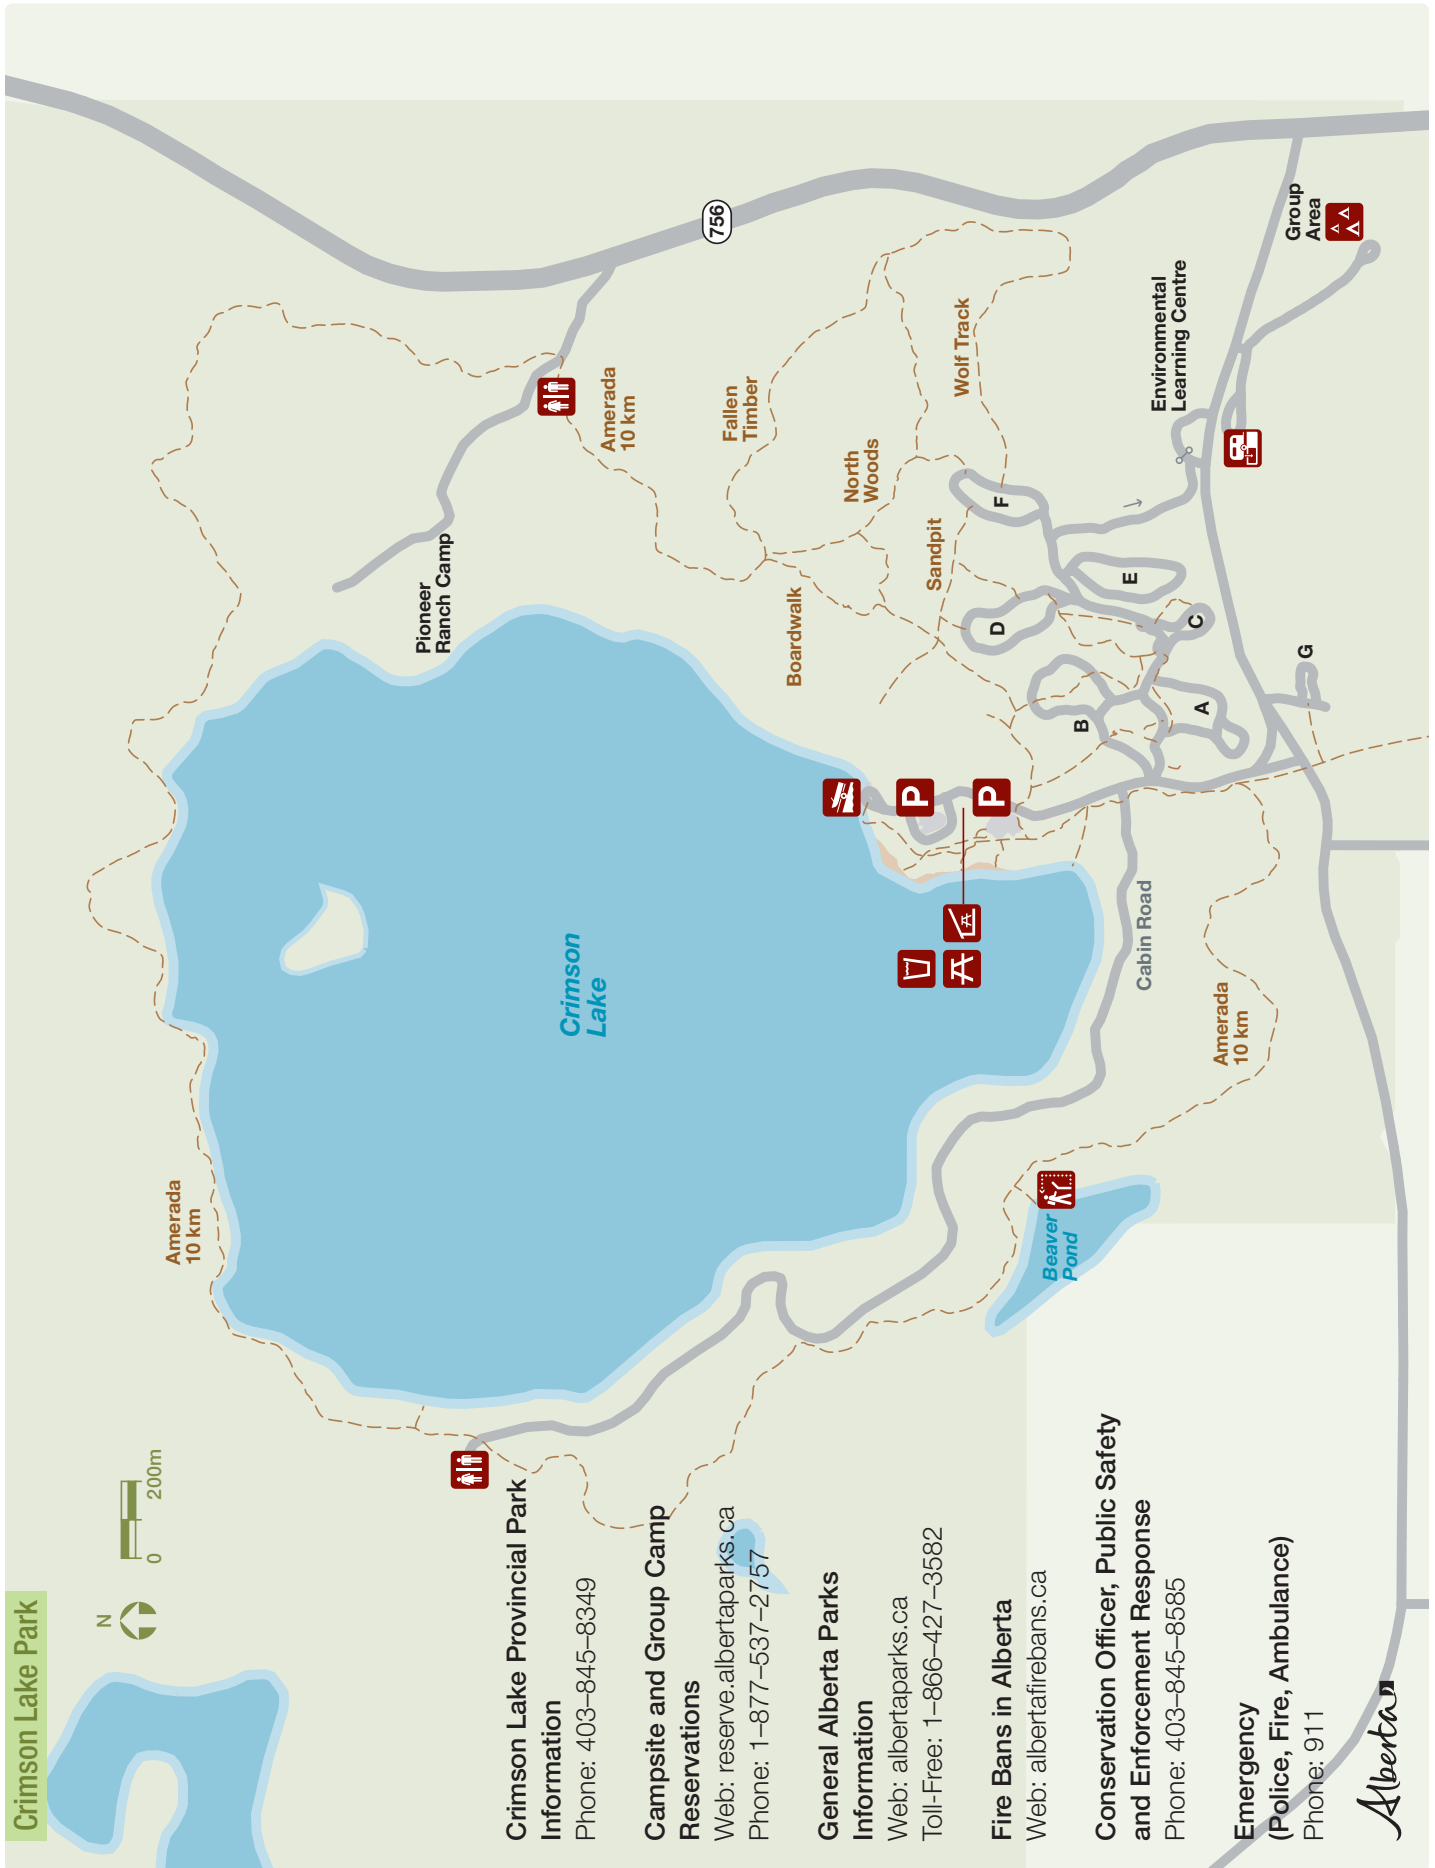 Crimson Lake Park
N
0 200m
Crimson Lake Provincial Park
Information
Phone: 403–845–8349
Campsite and Group Camp
Reservations
Web: reserve.albertaparks.ca
Phone: 1–877–537–2757
General Alberta Parks
Information
Web: albertaparks.ca
Toll-Free: 1–866–427–3582
Fire Bans in Alberta
Web: albertafirebans.ca
Conservation Officer, Public Safety
and Enforcement Response
Phone: 403–845–8585
Emergency
(Police, Fire, Ambulance)
Phone: 911
Alberta
Amerada
10 km
Crimson
Lake
Beaver
Pond
Amerada
10 km
Cabin Road
P
P
Pioneer
Ranch Camp
Amerada
10 km
Boardwalk
Fallen
Timber
North
Woods
Sandpit
Wolf Track
756
A
B
C
D
E
F
G
Environmental
Learning Centre
Group
Area